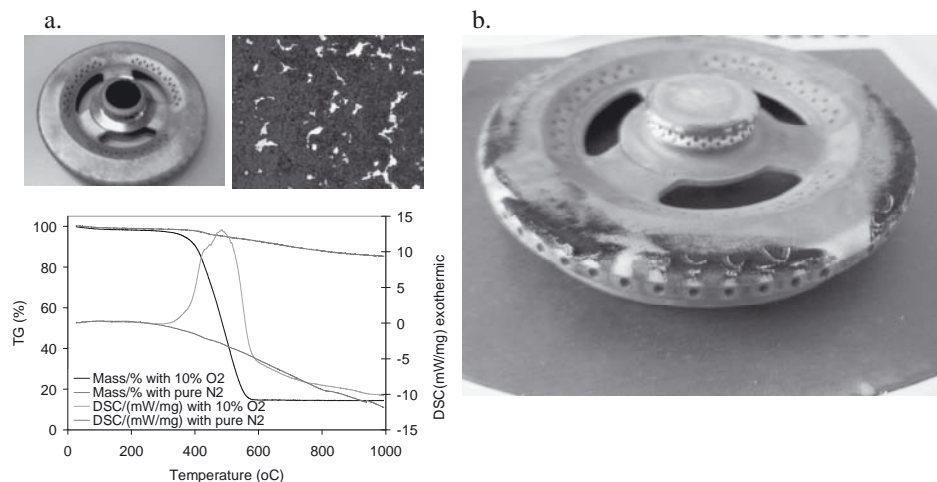 a.
b.
100
80
60
40
20
0
TG (%)
15
10
5
0
-5
-10
-15
DSC(mW/mg) exothermic
Mass/% with 10% O2
Mass/% with pure N2
DSC/(mW/mg) with 10% O2
DSC/(mW/mg) with pure N2
0 200 400 600 800 1000
Temperature (oC)